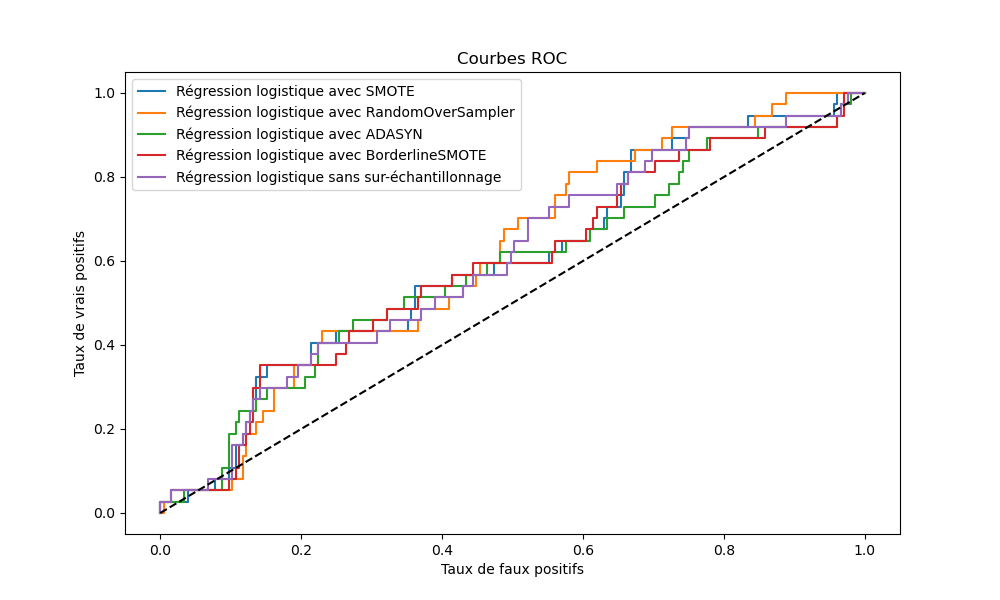 Courbes ROC
Régression logistique avec SMOTE
Régression logistique avec RandomOverSampler
Régression logistique avec ADASYN
Régression logistique avec BorderlineSMOTE
Régression logistique sans sur-échantillonnage
Taux de vrais positifs
1.0
0.8
0.6
0.4
0.2
0.0
0.0 0.2 0.4 0.6 0.8 1.0
Taux de faux positifs